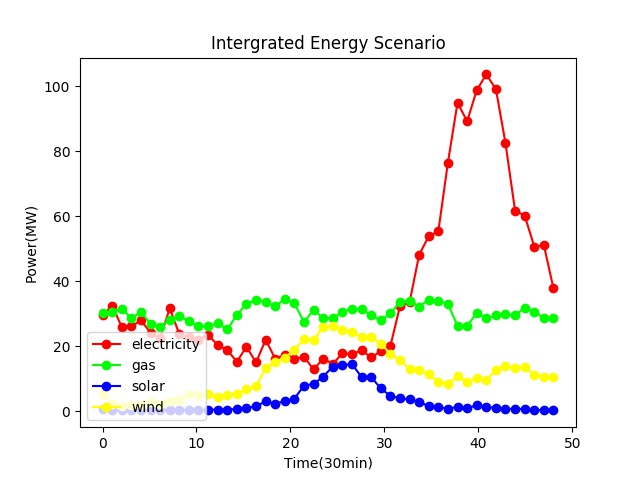 Intergrated Energy Scenario
Power(MW)
100
80
60
40
20
0
electricity
gas
solar
wind
0 10 20 30 40 50
Time(30min)